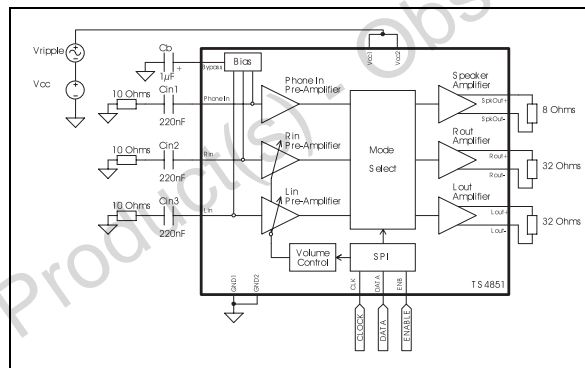 Product(s) - Obs
Vripple
Vcc
Cb
+
1µF
Bypass
Bias
Vcc1
Vcc2
10 Ohms
Cin1
220nF
Phone In
Phone In
Pre-Amplifier
Speaker
Amplifier
SpkOut+
SpkOut-
8 Ohms
10 Ohms
Cin2
220nF
Rin
Rin
Pre-Amplifier
Mode
Select
Rout
Amplifier
Rout+
Rout-
32 Ohms
10 Ohms
Cin3
220nF
Lin
Lin
Pre-Amplifier
Lout
Amplifier
Lout+
Lout-
32 Ohms
Volume
Control
SPI
GND1
GND2
CLK
DATA
ENB
TS4851
CLOCK
DATA
ENABLE